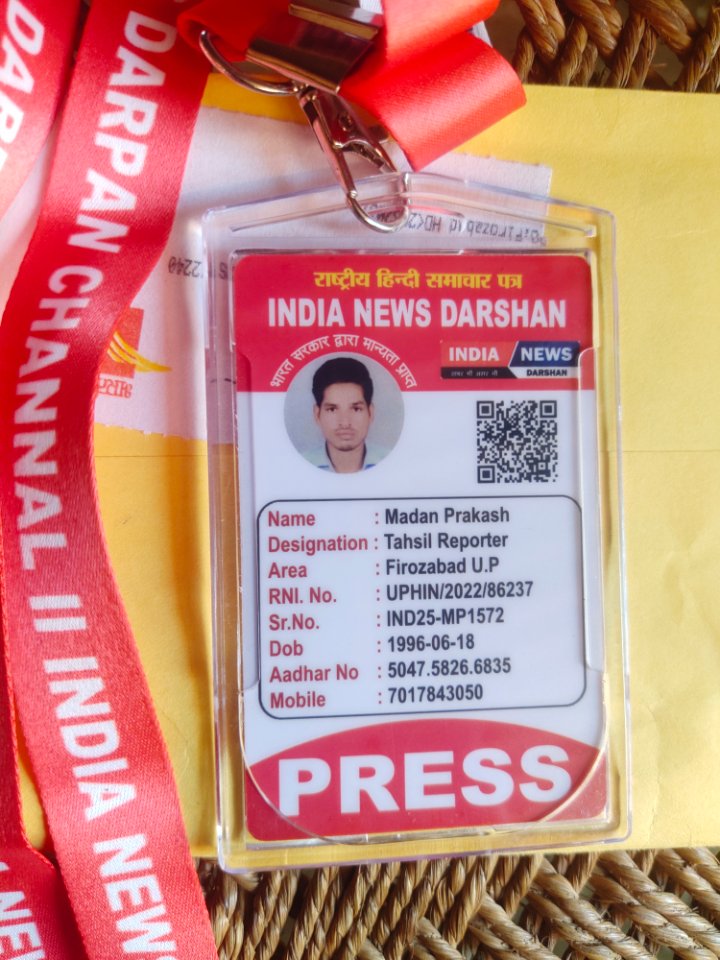 DARPAN CHANNAL II INDIA NEWS
राष्ट्रीय हिन्दी समाचार पत्र
INDIA NEWS DARSHAN
भारत सरकार द्वारा मान्यता प्राप्त
INDIA NEWS
DARSHAN
Name : Madan Prakash
Designation : Tahsil Reporter
Area : Firozabad U.P
RNI. No. : UPHIN/2022/86237
Sr.No. : IND25-MP1572
Dob : 1996-06-18
Aadhar No : 5047.5826.6835
Mobile : 7017843050
PRESS